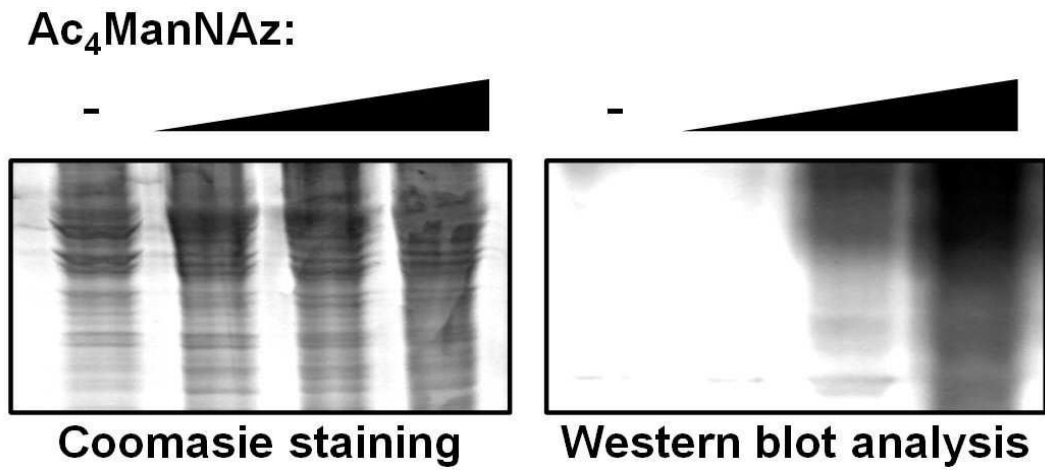 Ac₄ManNAz:
- -
Coomasie staining
Western blot analysis